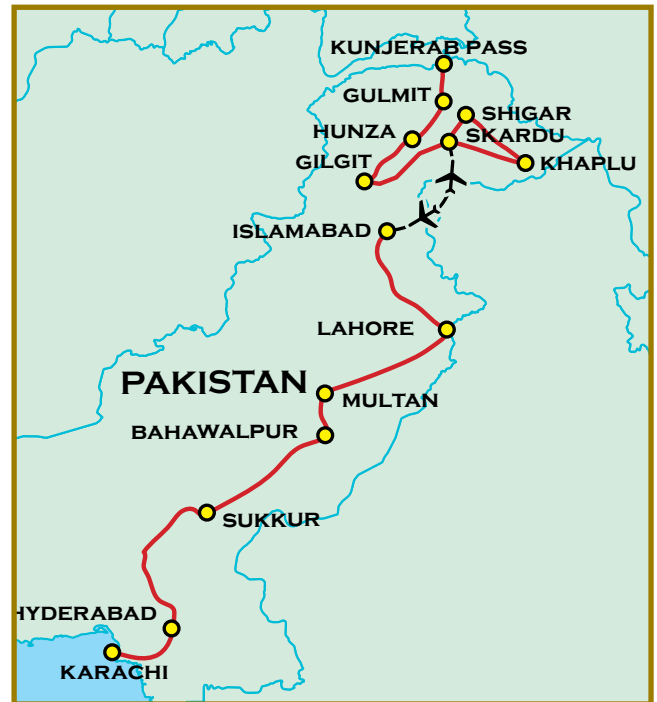 KUNJERAB PASS
GULMIT
SHIGAR
HUNZA
SKARDU
GILGIT
KHAPLU
ISLAMABAD
LAHORE
PAKISTAN
MULTAN
BAHAWALPUR
SUKKUR
HYDERABAD
KARACHI